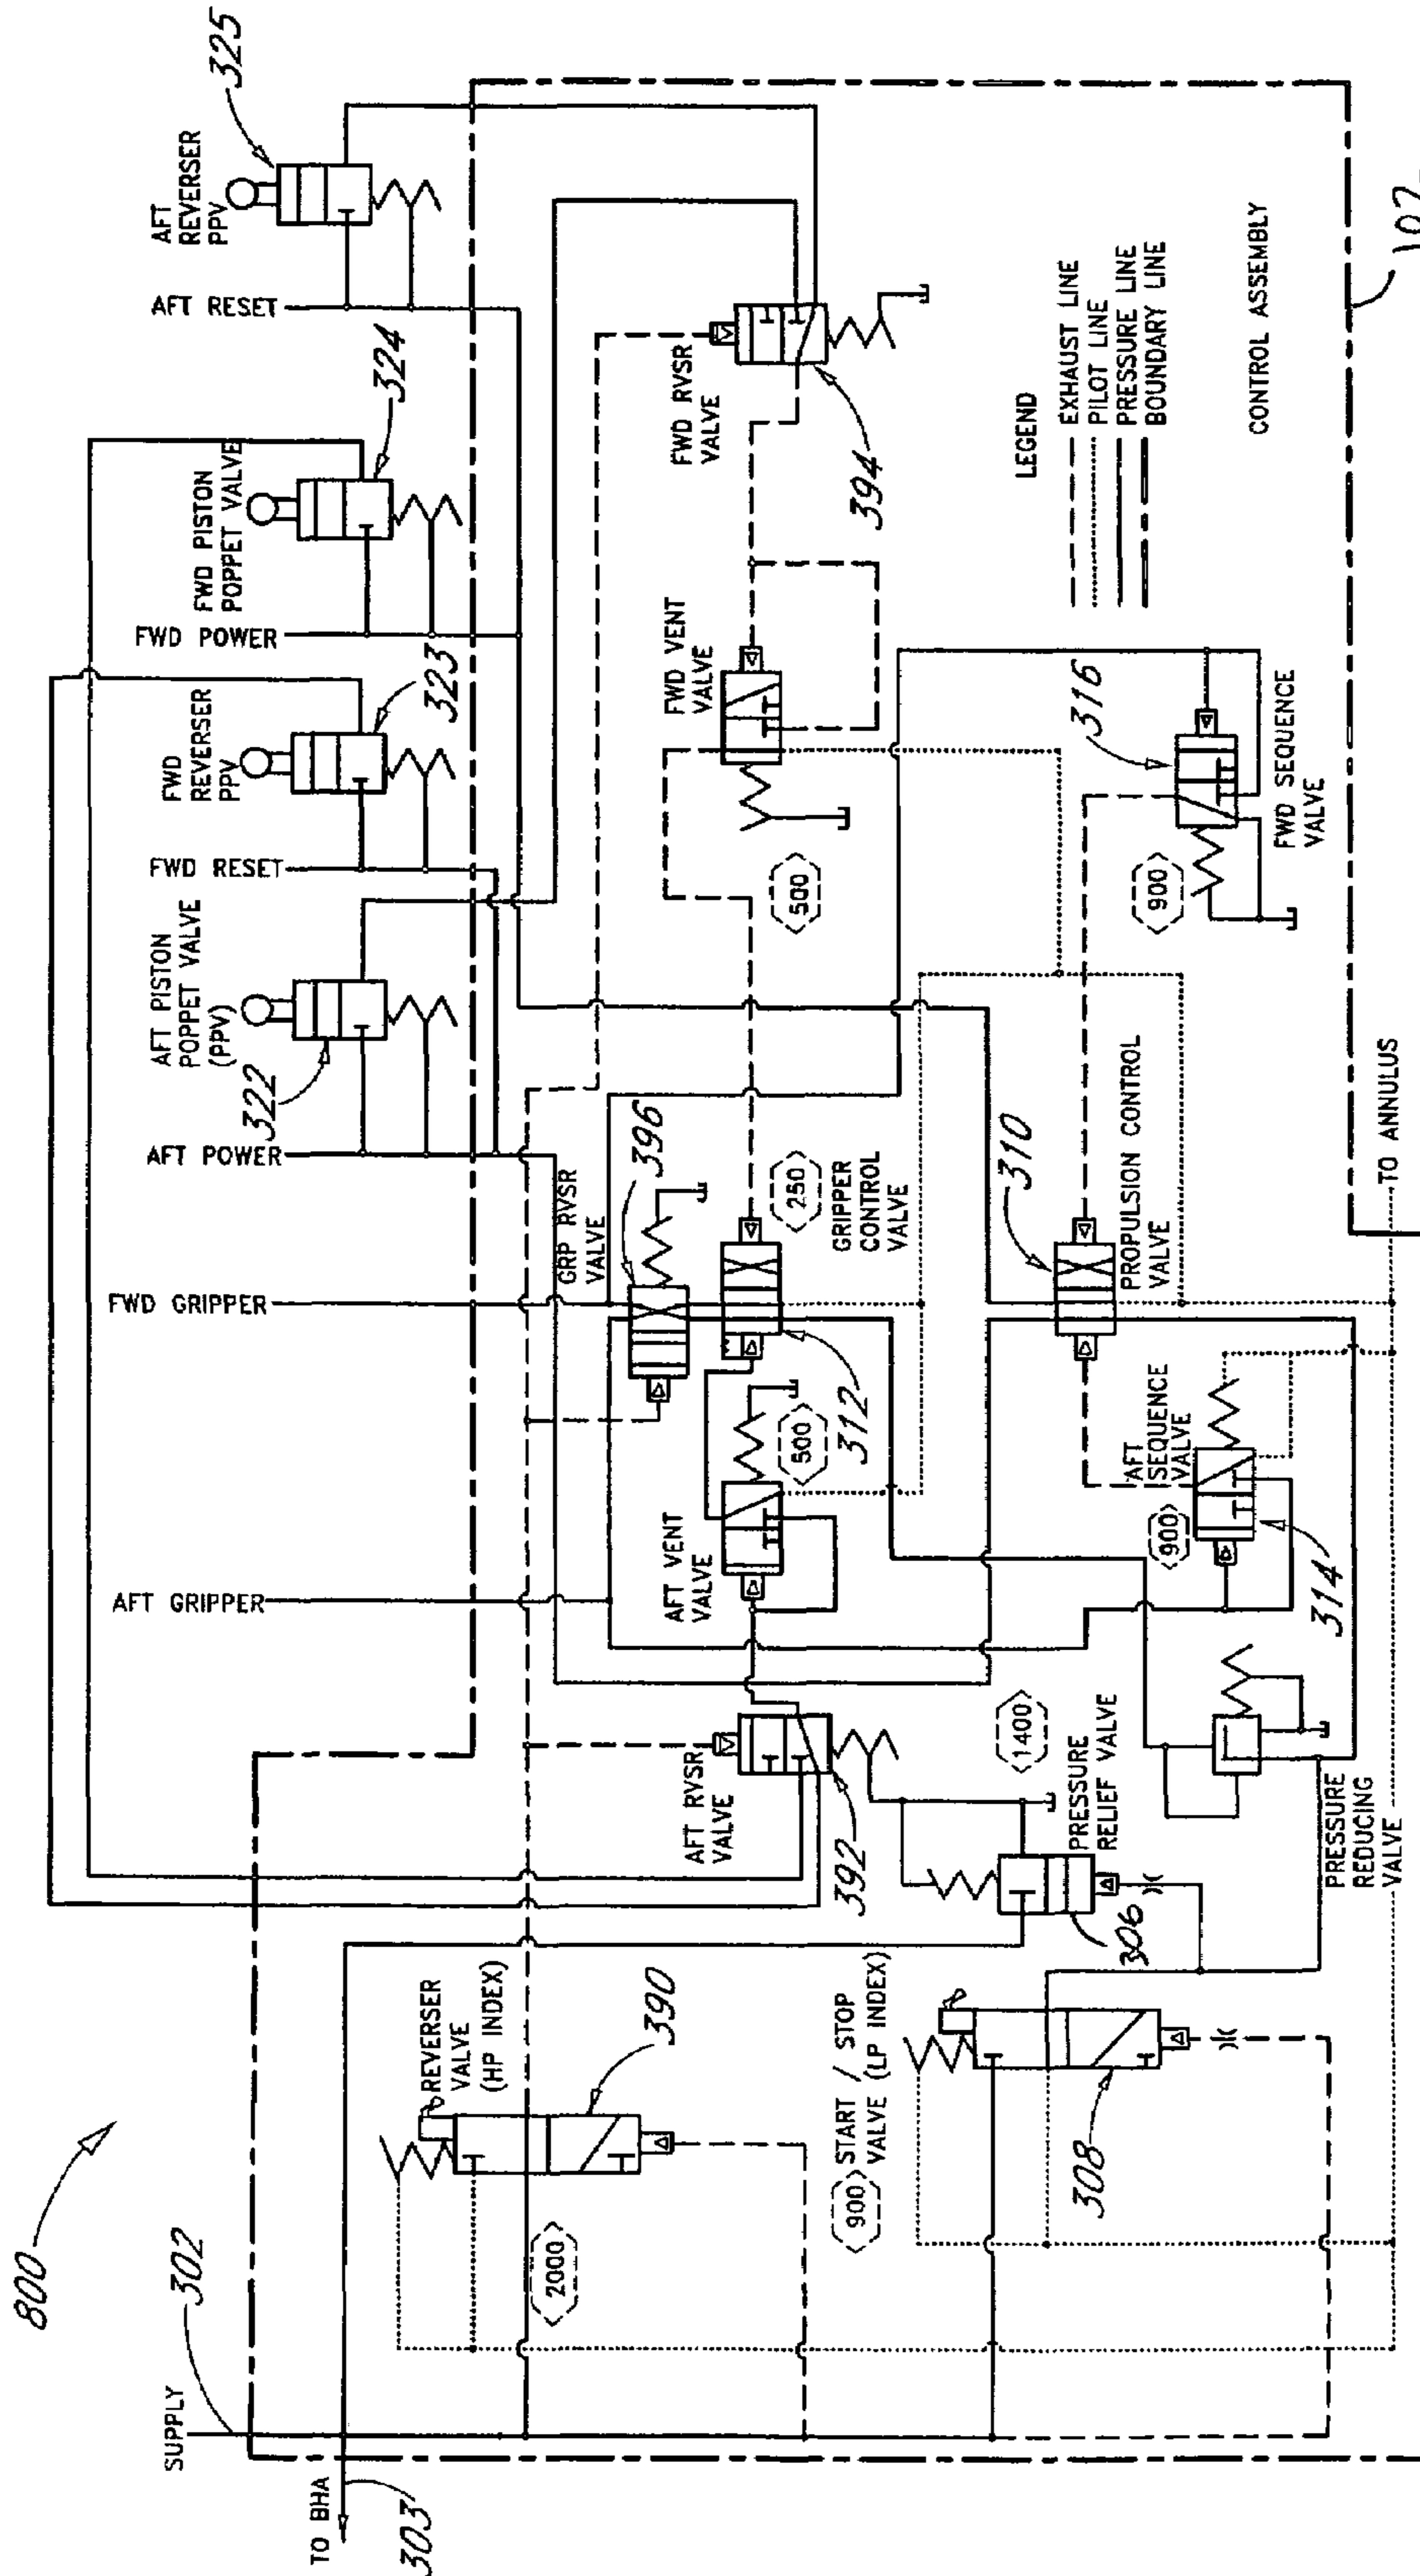 800
302
SUPPLY
TO BHA
303
AFT GRIPPER
FWD GRIPPER
AFT POWER
322
AFT PISTON
POPPET VALVE
(PPV)
FWD RESET
FWD
REVERSER
PPV
323
FWD POWER
FWD PISTON
POPPET VALVE
324
AFT RESET
AFT
REVERSER
PPV
325
2000
REVERSER
VALVE
(HP INDEX)
390
AFT RVSR
VALVE
392
AFT VENT
VALVE
500
GRP RVSR
VALVE
396
312
250
GRIPPER
CONTROL
VALVE
FWD VENT
VALVE
500
FWD RVSR
VALVE
394
900
START / STOP
VALVE (LP INDEX)
308
306
PRESSURE
RELIEF VALVE
1400
PRESSURE
REDUCING
VALVE
900
AFT
SEQUENCE
VALVE
314
310
PROPULSION CONTROL
VALVE
900
316
FWD SEQUENCE
VALVE
LEGEND
EXHAUST LINE
PILOT LINE
PRESSURE LINE
BOUNDARY LINE
CONTROL ASSEMBLY
TO ANNULUS
102